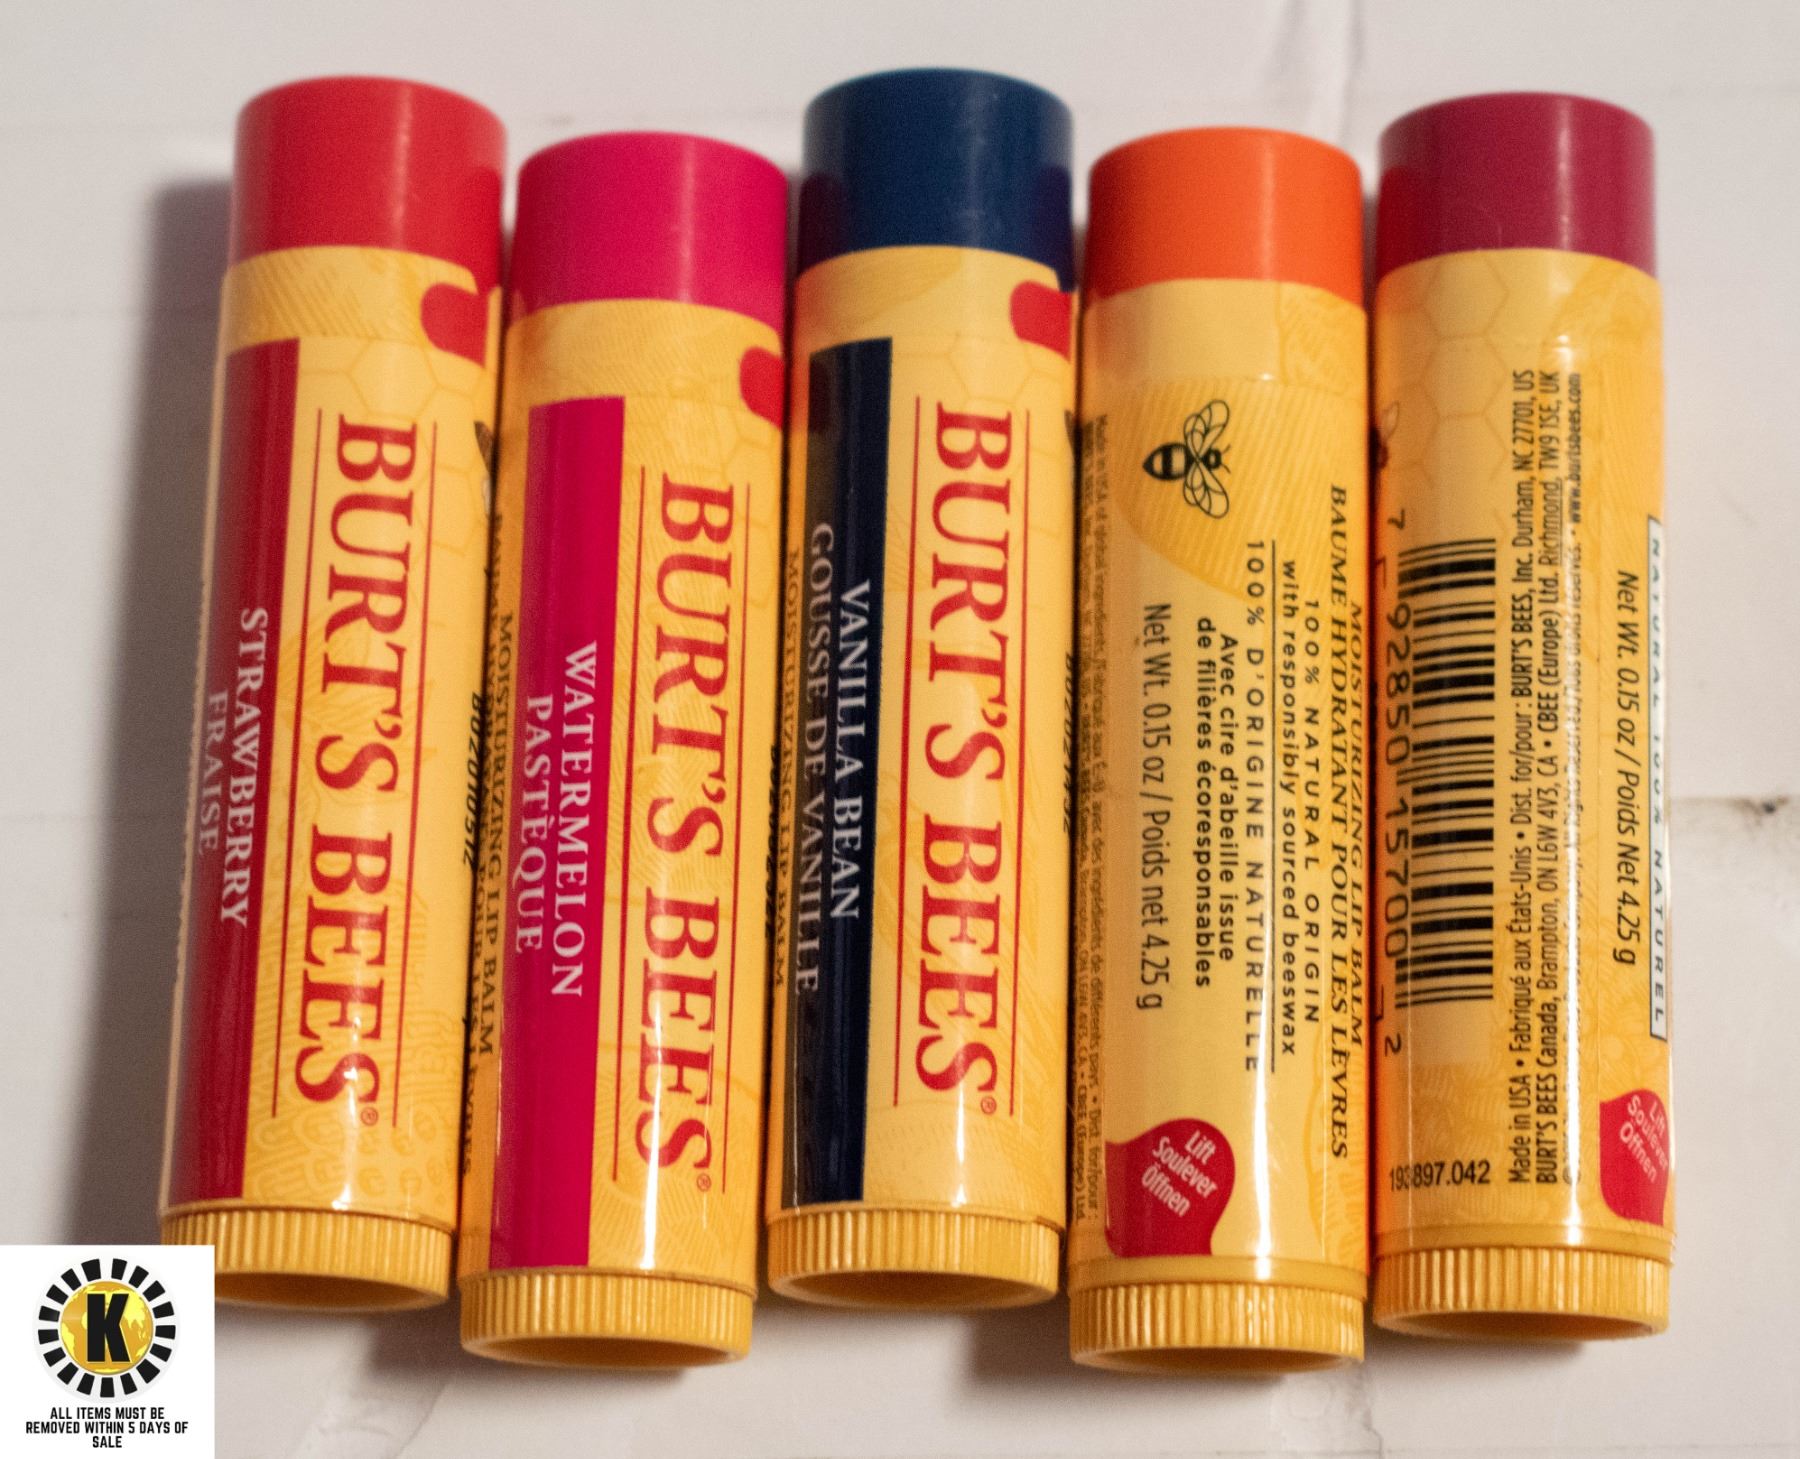 STRAWBERRY
FRAISE
BURT'S BEES®
MOISTURIZING LIP BALM
WATERMELON
PASTÈQUE
BURT'S BEES®
MOISTURIZING LIP BALM
VANILLA BEAN
GOUSSE DE VANILLE
BURT'S BEES®
MOISTURIZING LIP BALM
BAUME HYDRATANT POUR LES LÈVRES
100% NATURAL ORIGIN
with responsibly sourced beeswax
100% D'ORIGINE NATURELLE
Avec cire d'abeille issue
de filières écoresponsables
Net Wt. 0.15 oz / Poids net 4.25 g
Lift
Soulever
Öffnen
7 92850 15700 2
193897.042
Made in USA • Fabriqué aux États-Unis • Dist. for/pour: BURT'S BEES, Inc. Durham, NC 27701, US
BURT'S BEES Canada, Brampton, ON L6W 4V3, CA • CBEE (Europe) Ltd. Richmond, TW9 1SE, UK
www.burtsbees.com
Net Wt. 0.15 oz / Poids Net 4.25 g
NATURAL 100% NATUREL
Lift
Soulever
Öffnen
K
ALL ITEMS MUST BE
REMOVED WITHIN 5 DAYS OF
SALE